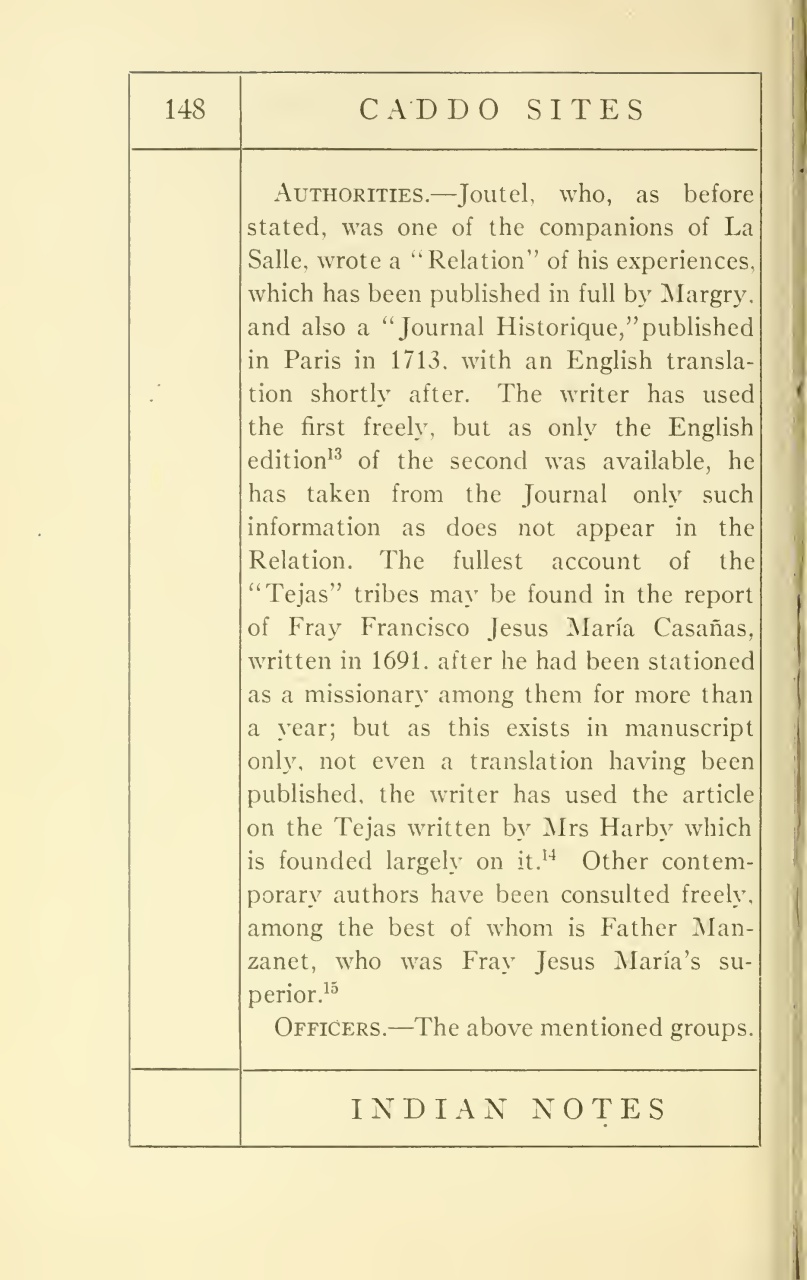 148
CADDO SITES
AUTHORITIES.—Joutel, who, as before
stated, was one of the companions of La
Salle, wrote a “Relation” of his experiences,
which has been published in full by Margry,
and also a “Journal Historique,”published
in Paris in 1713, with an English transla-
tion shortly after. The writer has used
the first freely, but as only the English
edition¹³ of the second was available, he
has taken from the Journal only such
information as does not appear in the
Relation. The fullest account of the
“Tejas” tribes may be found in the report
of Fray Francisco Jesus María Casañas,
written in 1691, after he had been stationed
as a missionary among them for more than
a year; but as this exists in manuscript
only, not even a translation having been
published, the writer has used the article
on the Tejas written by Mrs Harby which
is founded largely on it.¹⁴ Other contem-
porary authors have been consulted freely,
among the best of whom is Father Man-
zanet, who was Fray Jesus María’s su-
perior.¹⁵
OFFICERS.—The above mentioned groups,
INDIAN NOTES